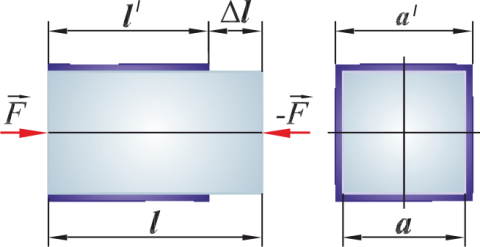 l' Δl a'
F⃗ -F⃗
l a